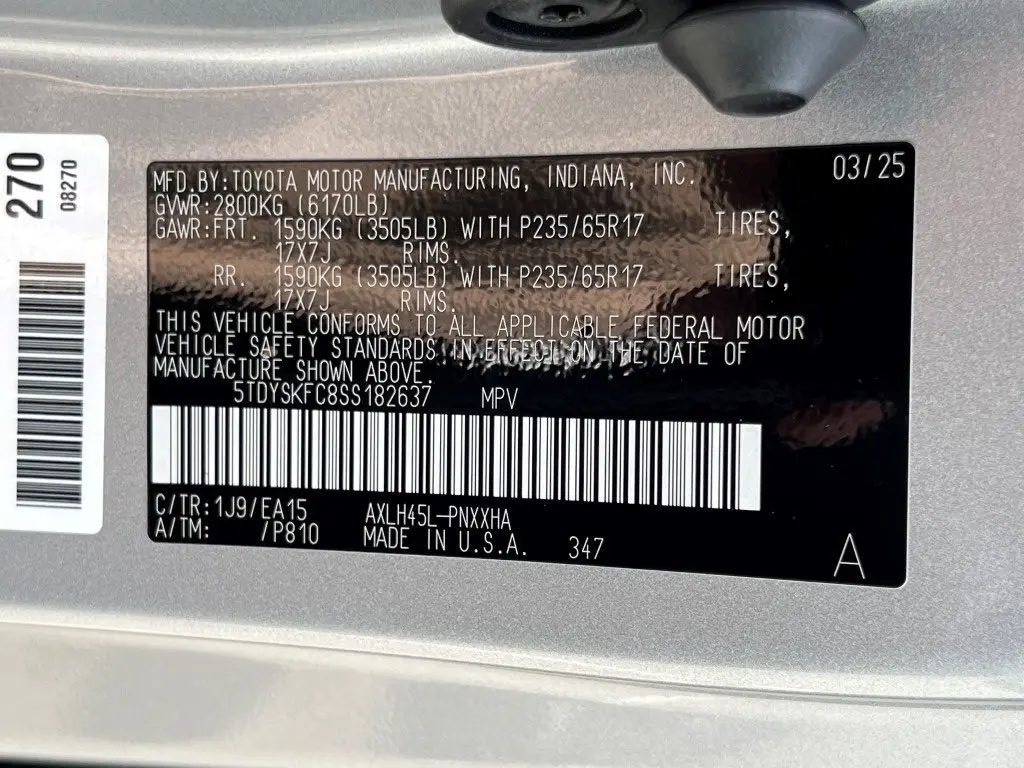 270
08270
03/25
MFD.BY:TOYOTA MOTOR MANUFACTURING, INDIANA, INC.
GVWR:2800KG (6170LB)
GAWR:FRT. 1590KG (3505LB) WITH P235/65R17 TIRES,
17X7J RIMS.
RR. 1590KG (3505LB) WITH P235/65R17 TIRES,
17X7J RIMS.
THIS VEHICLE CONFORMS TO ALL APPLICABLE FEDERAL MOTOR
VEHICLE SAFETY STANDARDS IN EFFECT ON THE DATE OF
MANUFACTURE SHOWN ABOVE.
5TDYSKFC8SS182637 MPV
C/TR:1J9/EA15 AXLH45L-PNXXHA
A/TM: /P810 MADE IN U.S.A. 347
A